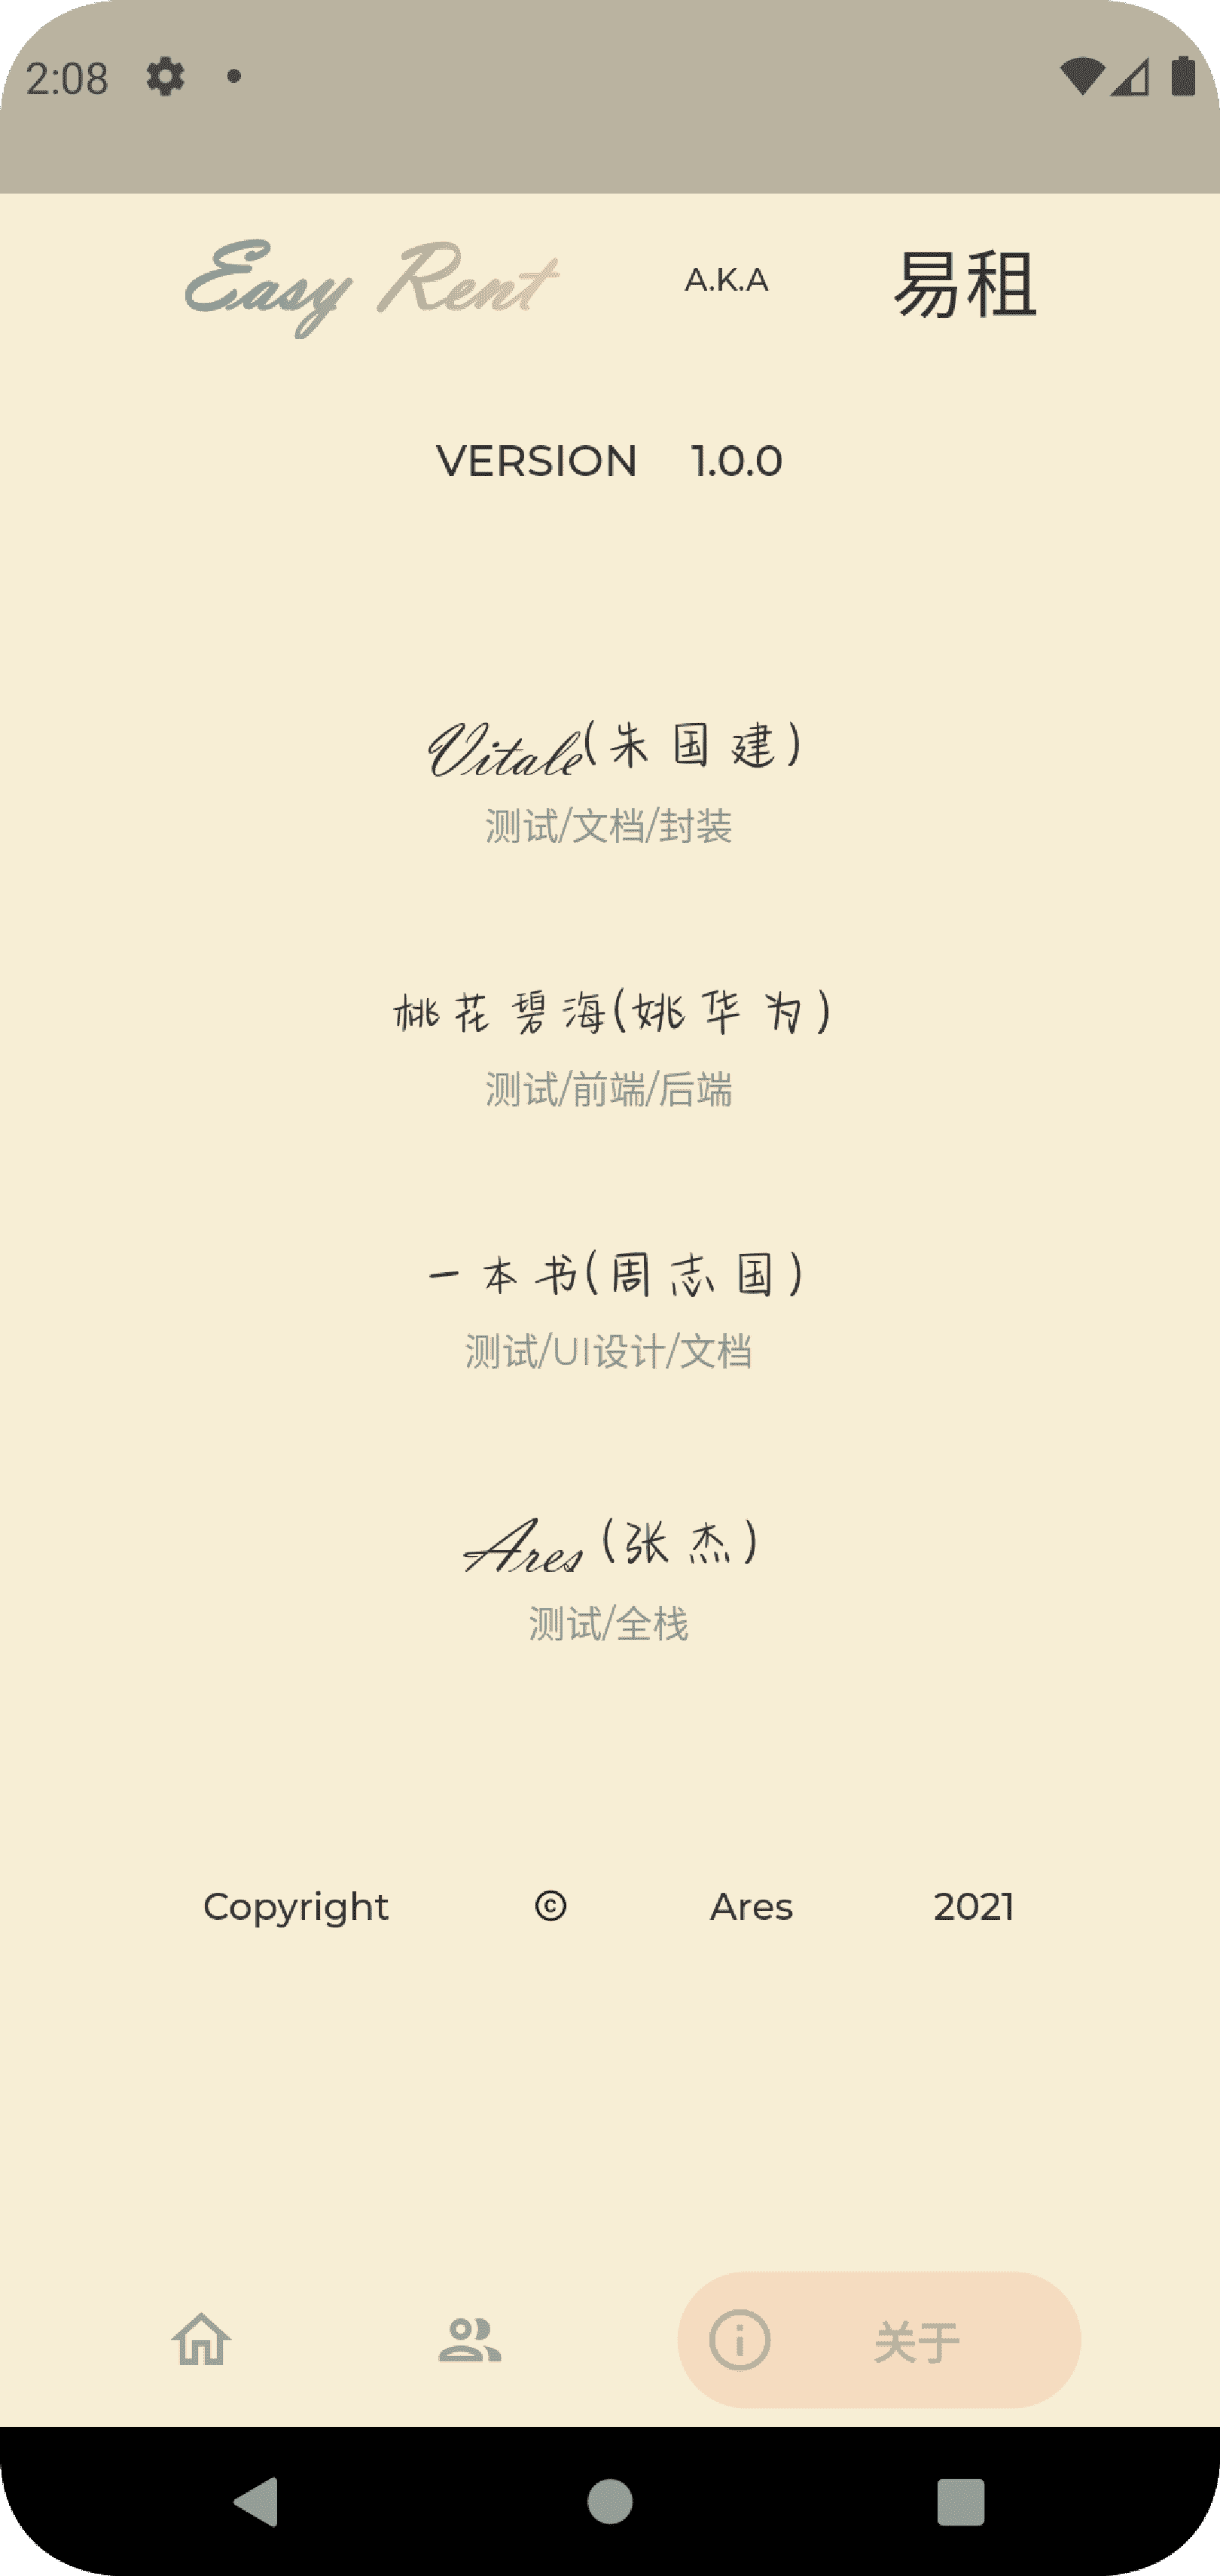 2:08
Easy Rent A.K.A 易租
VERSION 1.0.0
Vitale(朱国建)
测试/文档/封装
桃花碧海(姚华为)
测试/前端/后端
一本书(周志国)
测试/UI设计/文档
Ares (张杰)
测试/全栈
Copyright © Ares 2021
关于